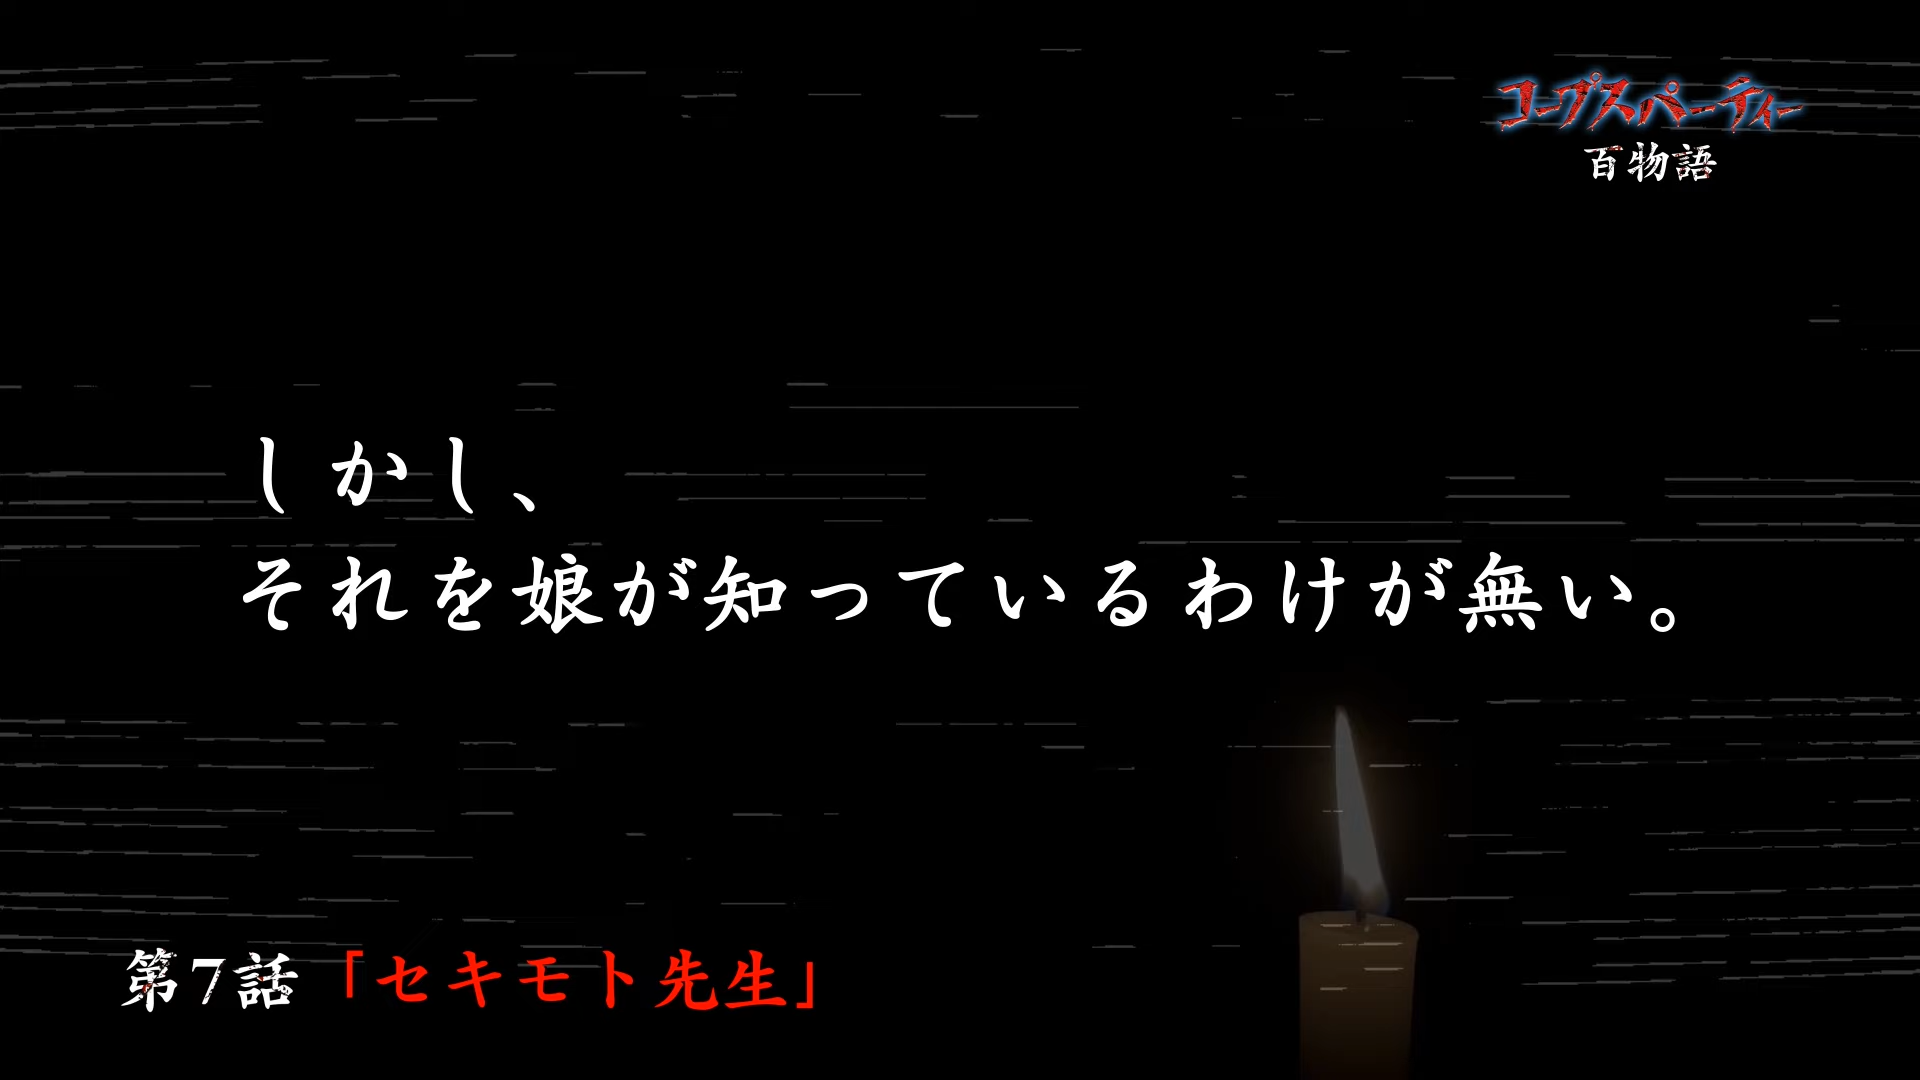 コープスパーティー
百物語
しかし、
それを娘が知っているわけが無い。
第7話「セキモト先生」